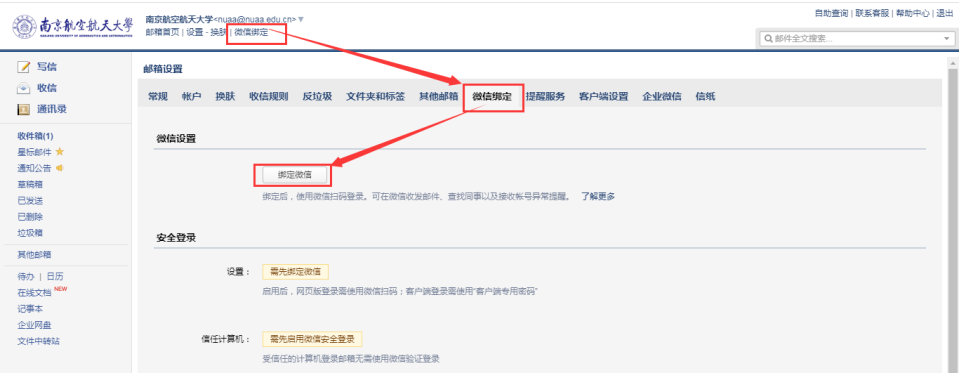 南京航空航天大学
南京航空航天大学<nuaa@nuaa.edu.cn>
邮箱首页 | 设置 - 换肤 | 微信绑定
自助查询 | 联系客服 | 帮助中心 | 退出
邮件全文搜索...
写信
收信
通讯录
收件箱(1)
星标邮件
通知公告
草稿箱
已发送
已删除
垃圾箱
其他邮箱
待办 | 日历
在线文档 NEW
记事本
企业网盘
文件中转站
邮箱设置
常规 帐户 换肤 收信规则 反垃圾 文件夹和标签 其他邮箱 微信绑定 提醒服务 客户端设置 企业微信 信纸
微信设置
绑定微信
绑定后，使用微信扫码登录。可在微信收发邮件、查找同事以及接收帐号异常提醒。 了解更多
安全登录
设置： 需先绑定微信
启用后，网页版登录需使用微信扫码；客户端登录需使用“客户端专用密码”
信任计算机： 需先启用微信安全登录
受信任的计算机登录邮箱无需使用微信验证登录